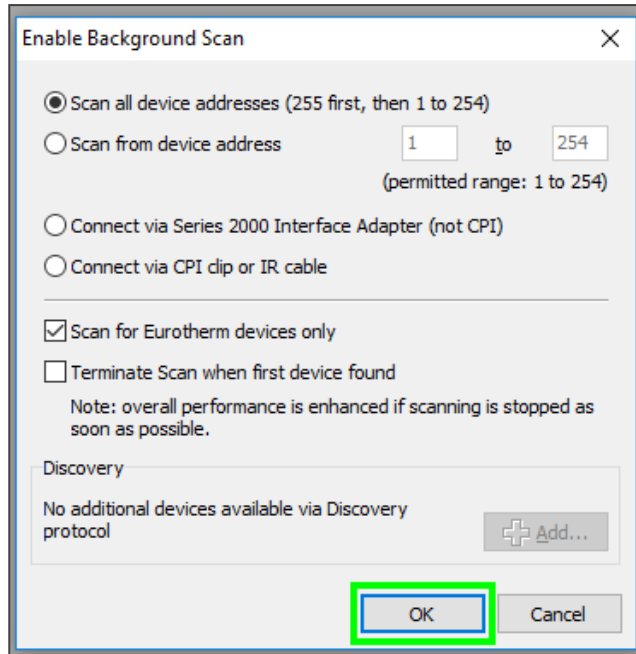 Enable Background Scan
Scan all device addresses (255 first, then 1 to 254)
Scan from device address 1 to 254
(permitted range: 1 to 254)
Connect via Series 2000 Interface Adapter (not CPI)
Connect via CPI clip or IR cable
Scan for Eurotherm devices only
Terminate Scan when first device found
Note: overall performance is enhanced if scanning is stopped as
soon as possible.
Discovery
No additional devices available via Discovery
protocol
Add...
OK Cancel